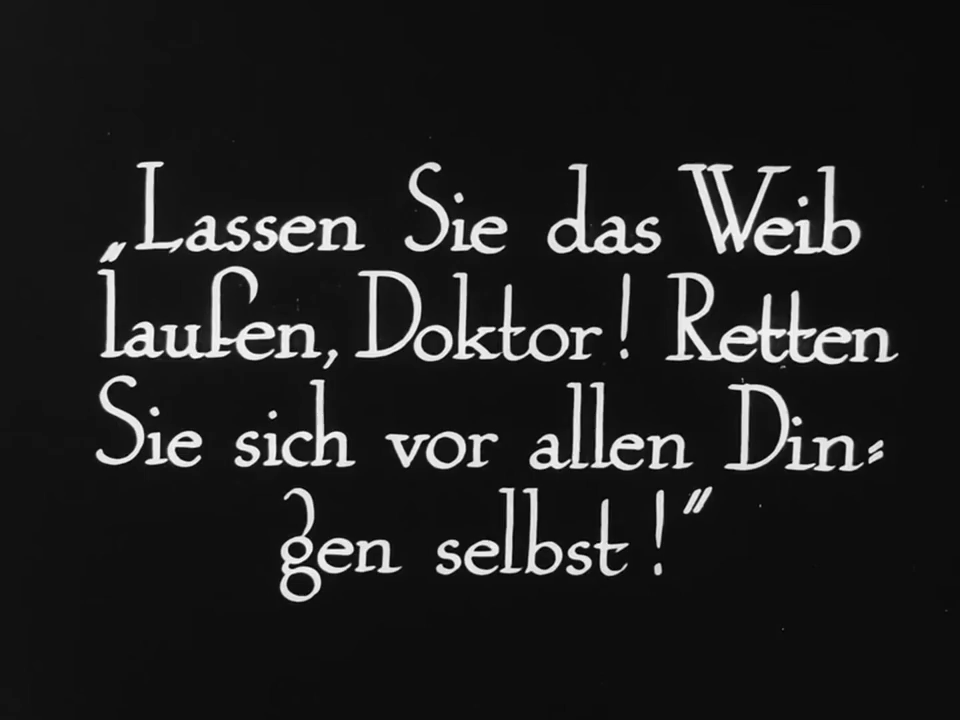 „Lassen Sie das Weib
laufen, Doktor! Retten
Sie sich vor allen Din⸗
gen selbst!"